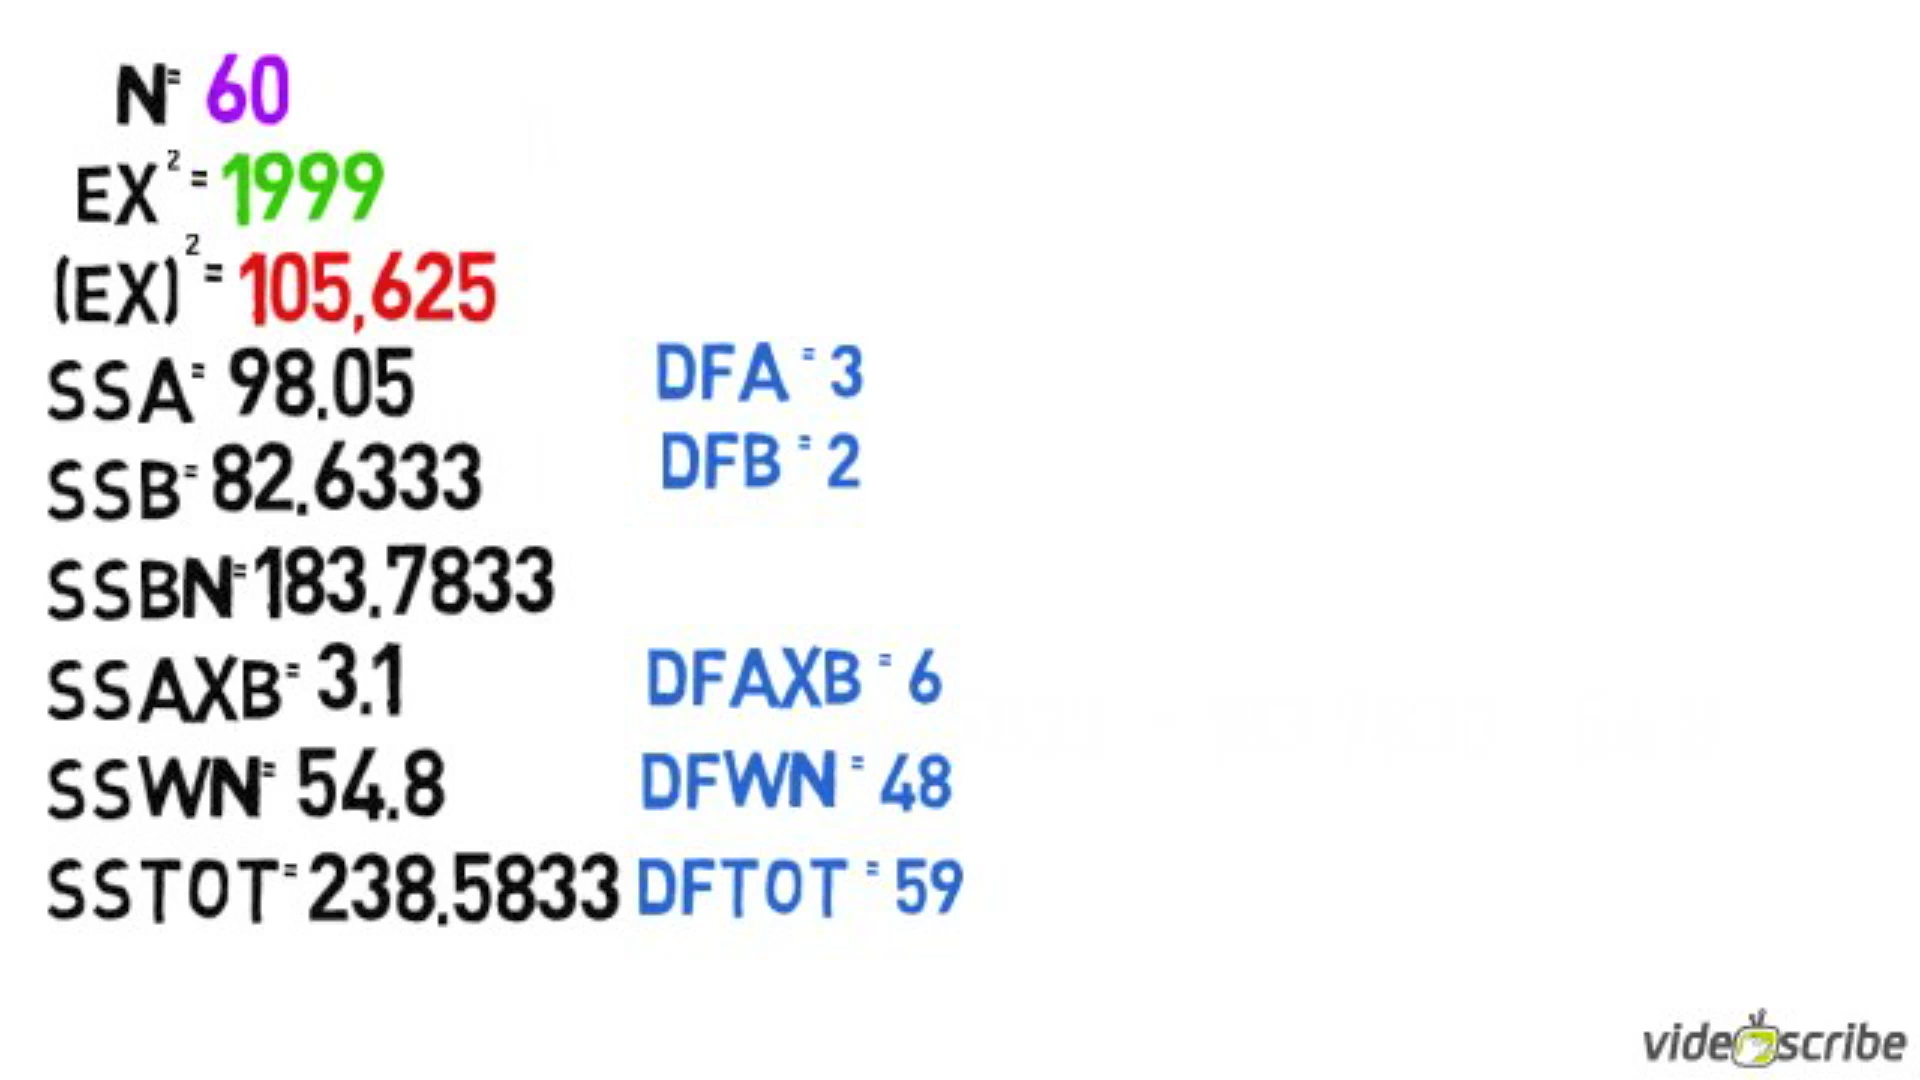 N= 60
EX²= 1999
(EX)²= 105,625
SSA= 98.05 DFA = 3
SSB= 82.6333 DFB = 2
SSBN= 183.7833
SSAXB= 3.1 DFAXB = 6
SSWN= 54.8 DFWN = 48
SSTOT= 238.5833 DFTOT = 59
videoscribe